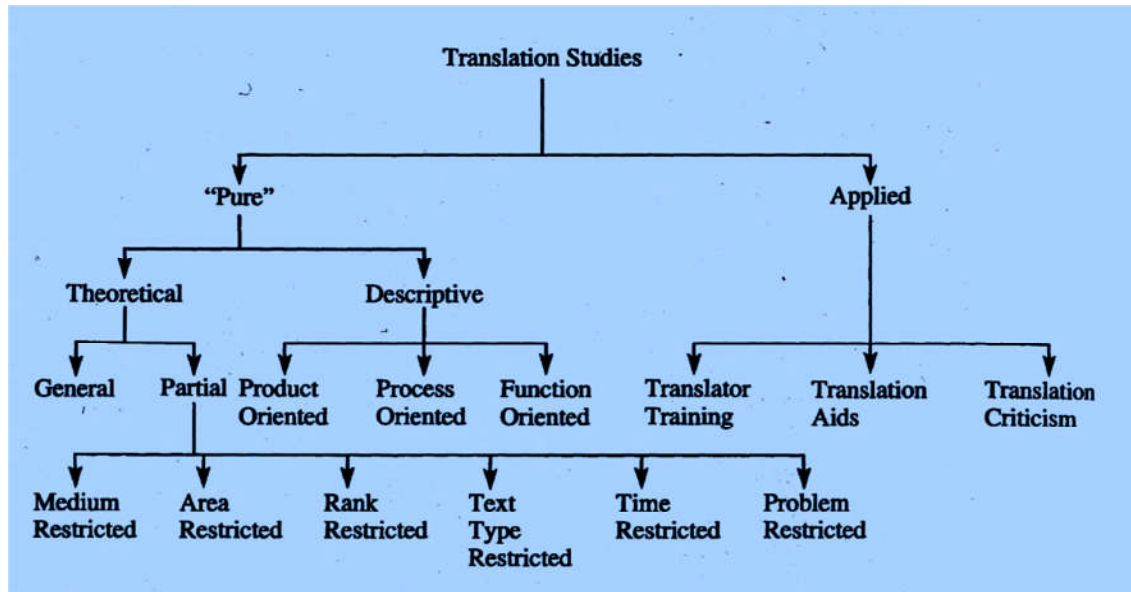 Translation Studies
"Pure"
Applied
Theoretical
Descriptive
General
Partial
Product
Oriented
Process
Oriented
Function
Oriented
Translator
Training
Translation
Aids
Translation
Criticism
Medium
Restricted
Area
Restricted
Rank
Restricted
Text
Type
Restricted
Time
Restricted
Problem
Restricted